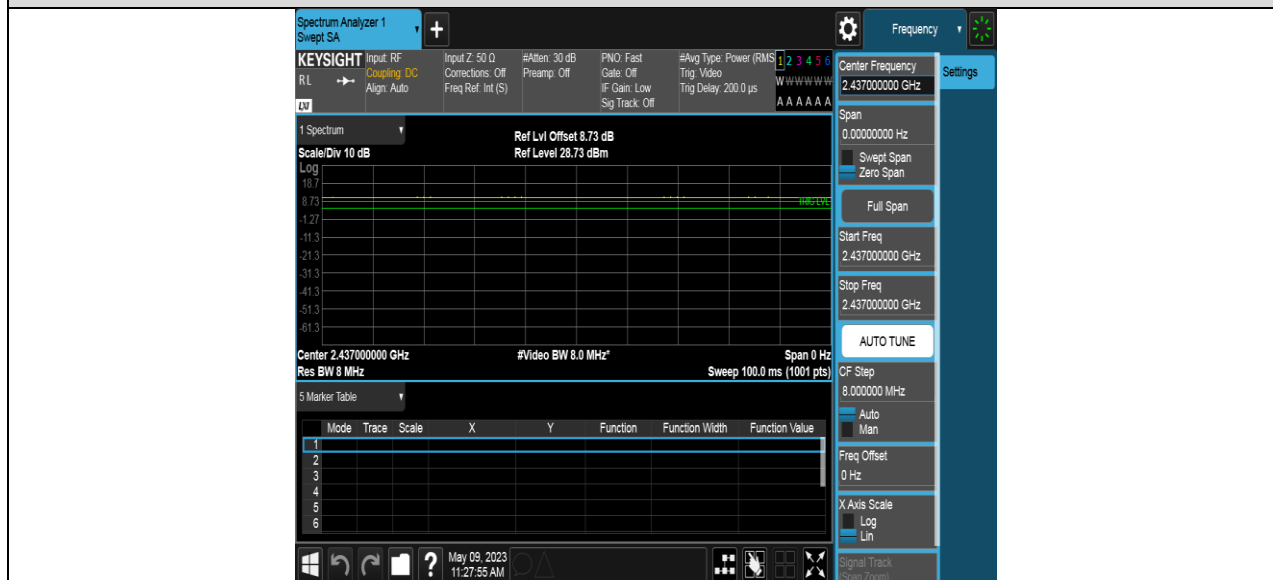 Spectrum Analyzer 1
Swept SA
+
Frequency
KEYSIGHT
RL
LXI
Input: RF
Coupling: DC
Align: Auto
Input Z: 50 Ω
Corrections: Off
Freq Ref: Int (S)
#Atten: 30 dB
Preamp: Off
PNO: Fast
Gate: Off
IF Gain: Low
Sig Track: Off
#Avg Type: Power (RMS
Trig: Video
Trig Delay: 200.0 µs
1 2 3 4 5 6
W W W W W W
A A A A A A
1 Spectrum
Scale/Div 10 dB
Ref Lvl Offset 8.73 dB
Ref Level 28.73 dBm
Log
18.7
8.73
-1.27
-11.3
-21.3
-31.3
-41.3
-51.3
-61.3
TRIG LVL
Center 2.437000000 GHz
#Video BW 8.0 MHz*
Span 0 Hz
Res BW 8 MHz
Sweep 100.0 ms (1001 pts)
5 Marker Table
Mode Trace Scale X Y Function Function Width Function Value
1
2
3
4
5
6
?
May 09, 2023
11:27:55 AM
Center Frequency
2.437000000 GHz
Settings
Span
0.00000000 Hz
Swept Span
Zero Span
Full Span
Start Freq
2.437000000 GHz
Stop Freq
2.437000000 GHz
AUTO TUNE
CF Step
8.000000 MHz
Auto
Man
Freq Offset
0 Hz
X Axis Scale
Log
Lin
Signal Track
(Span Zoom)